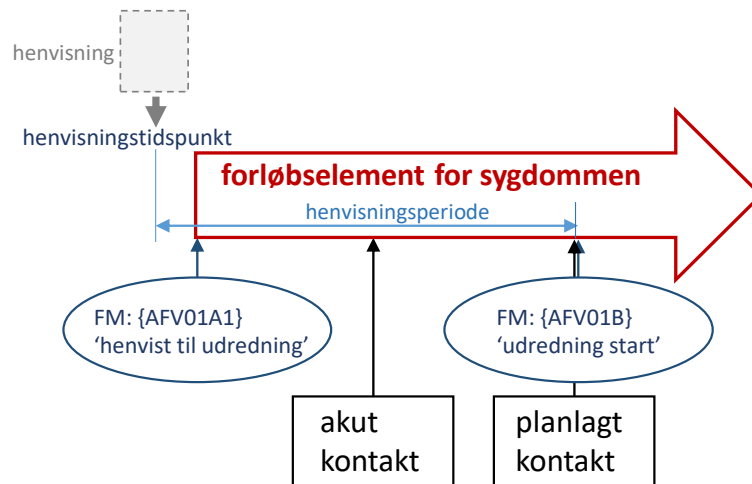 henvisning
henvisningstidspunkt
forløbselement for sygdommen
henvisningsperiode
FM: {AFV01A1}
‘henvist til udredning’
FM: {AFV01B}
‘udredning start’
akut
kontakt
planlagt
kontakt